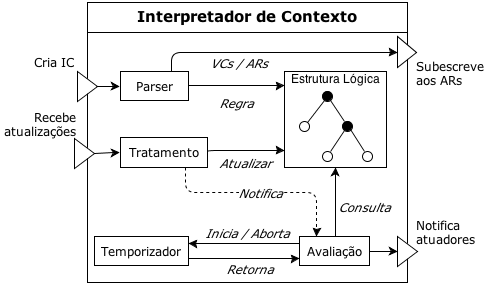 Interpretador de Contexto
Cria IC
Parser
VCs / ARs
Regra
Estrutura Lógica
Subescreve
aos ARs
Recebe
atualizações
Tratamento
Atualizar
Notifica
Consulta
Inicia / Aborta
Temporizador
Retorna
Avaliação
Notifica
atuadores